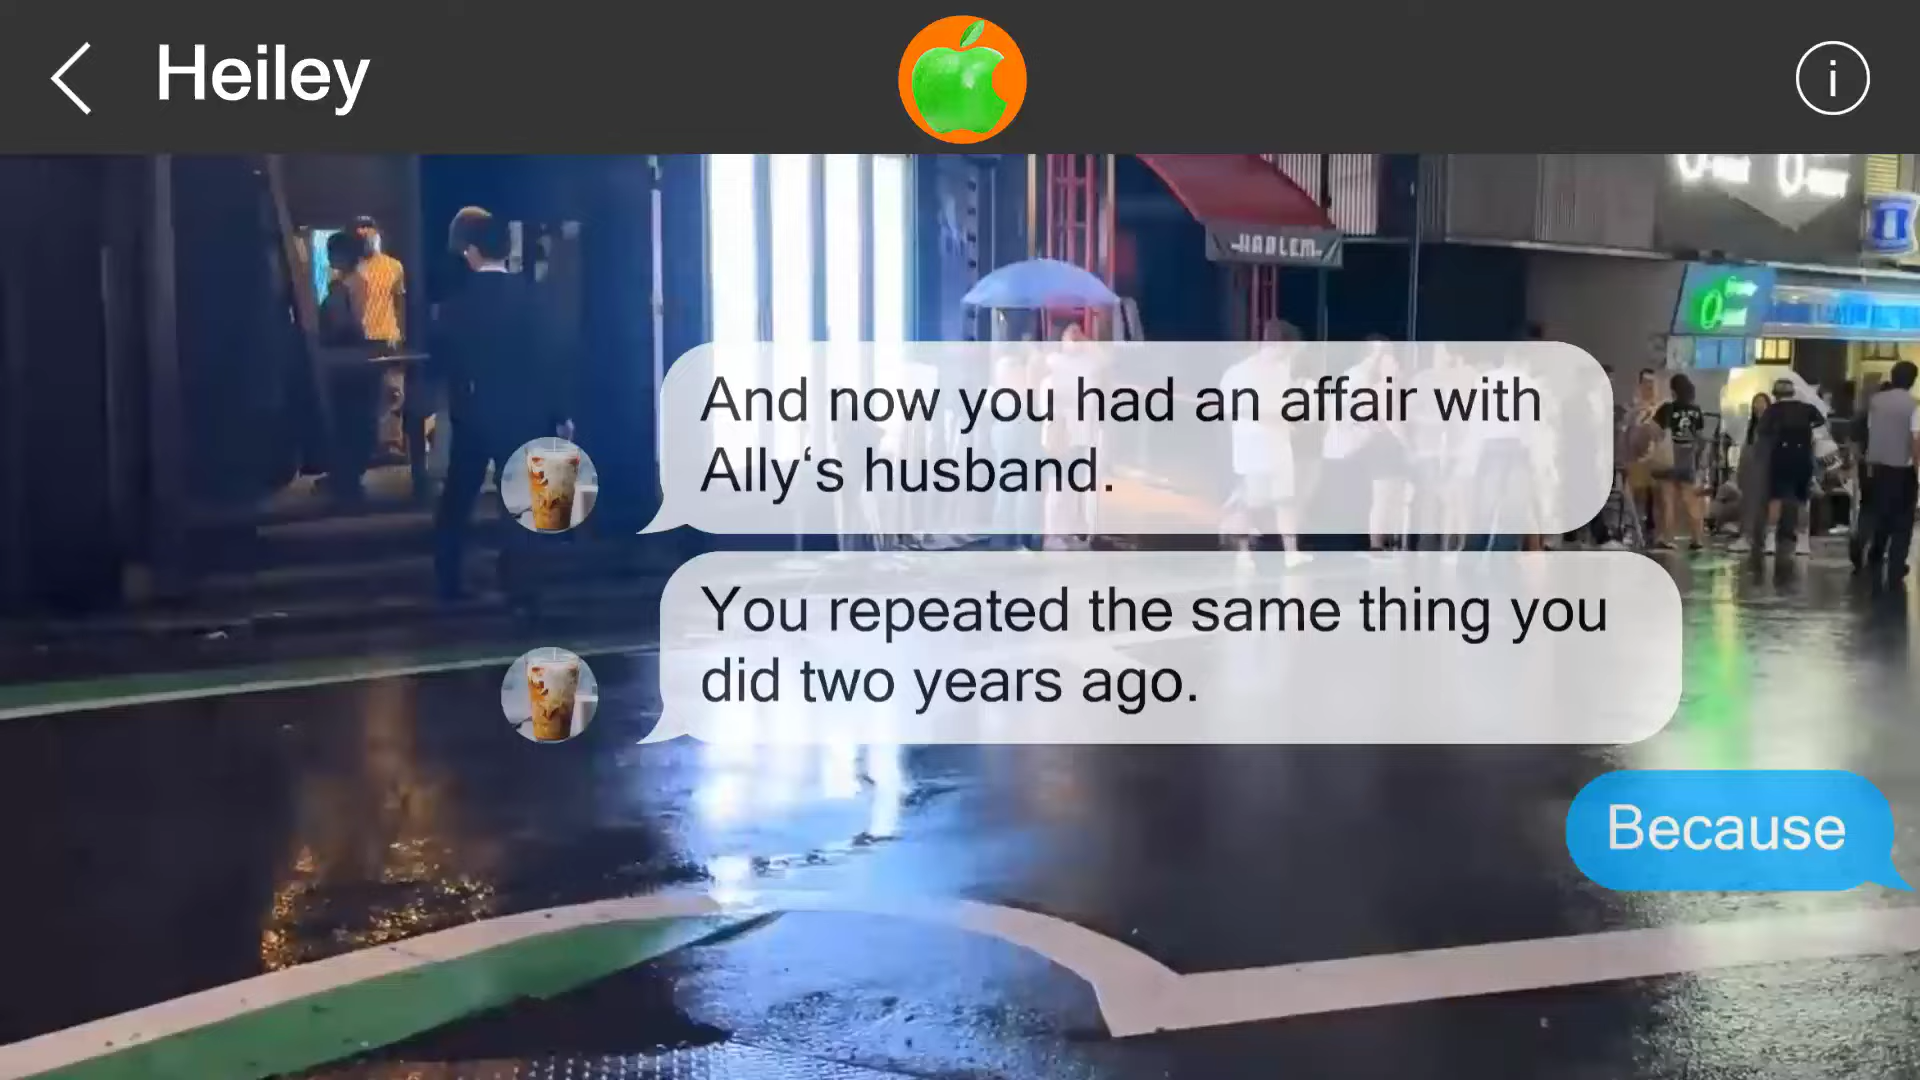 Heiley
HARLEM
And now you had an affair with
Ally‘s husband.
You repeated the same thing you
did two years ago.
Because